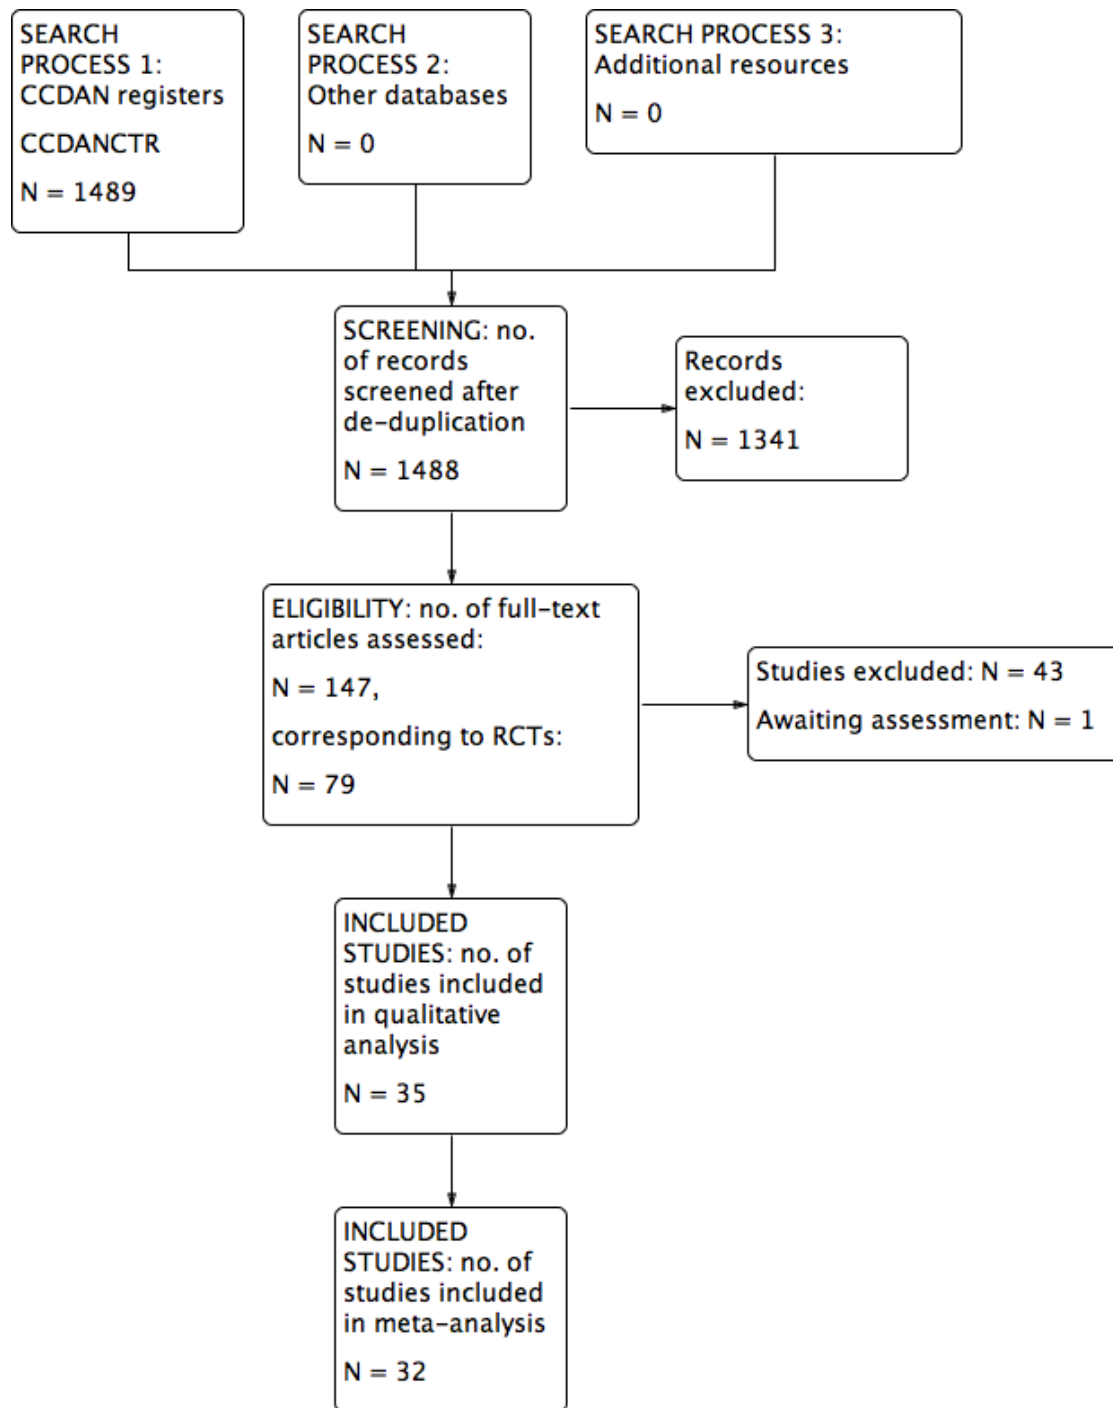 SEARCH
PROCESS 1:
CCDAN registers
CCDANCTR
N = 1489
SEARCH
PROCESS 2:
Other databases
N = 0
SEARCH PROCESS 3:
Additional resources
N = 0
SCREENING: no.
of records
screened after
de-duplication
N = 1488
Records
excluded:
N = 1341
ELIGIBILITY: no. of full-text
articles assessed:
N = 147,
corresponding to RCTs:
N = 79
Studies excluded: N = 43
Awaiting assessment: N = 1
INCLUDED
STUDIES: no. of
studies included
in qualitative
analysis
N = 35
INCLUDED
STUDIES: no. of
studies included
in meta-analysis
N = 32